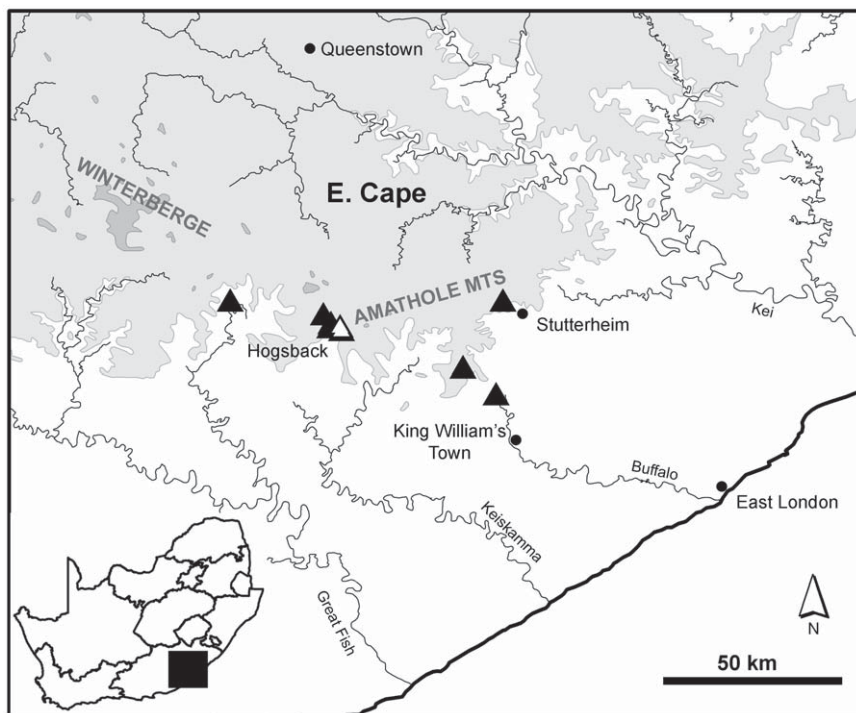 Queenstown
WINTERBERGE
E. Cape
AMATHOLE MTS
Kei
Stutterheim
Hogsback
King William's
Town
Buffalo
East London
Keiskamma
Great Fish
N
50 km